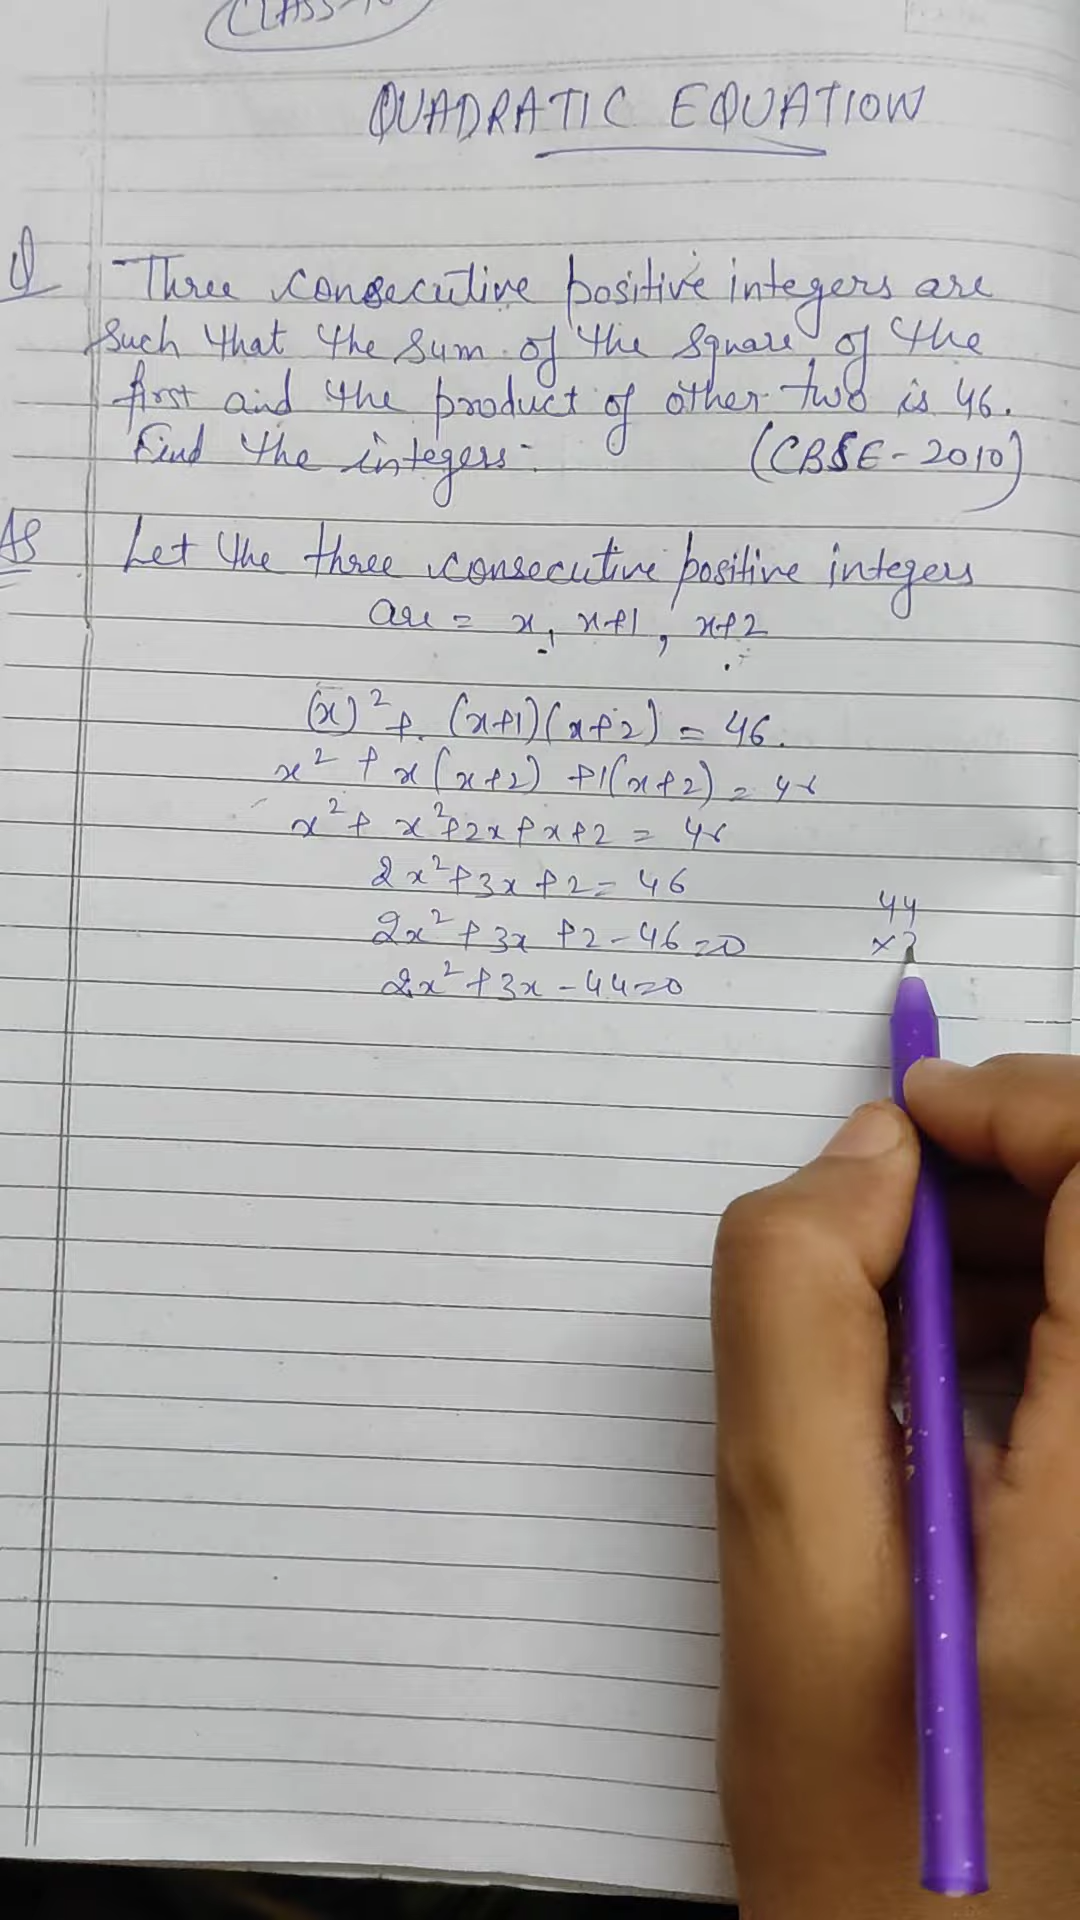 CLASS-10
QUADRATIC EQUATION
Q Three consecutive positive integers are
such that the sum of the square of the
first and the product of other two is 46.
Find the integers. (CBSE-2010)
AS Let the three consecutive positive integers
are = x, x+1, x+2
(x)² + (x+1)(x+2) = 46.
x² + x(x+2) +1(x+2) = 46
x² + x²+2x+x+2 = 46
2x²+3x+2 = 46
2x²+3x+2-46=0
2x²+3x-44=0
44
×2